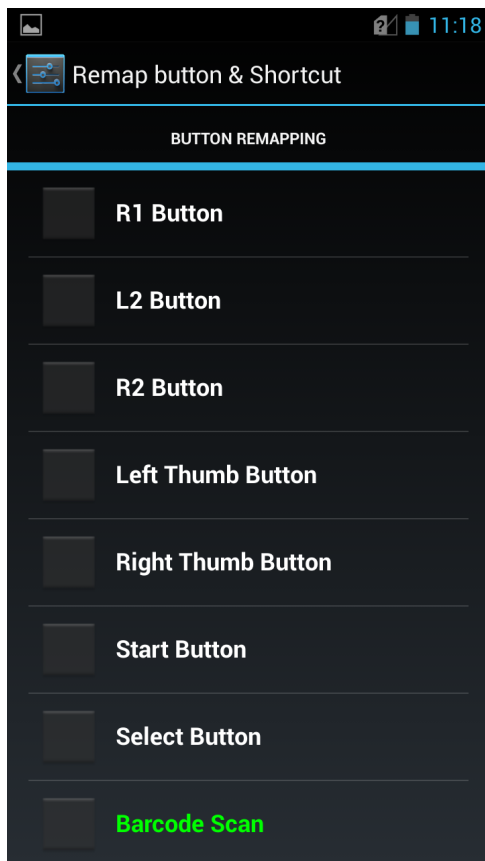 11:18
Remap button & Shortcut
BUTTON REMAPPING
R1 Button
L2 Button
R2 Button
Left Thumb Button
Right Thumb Button
Start Button
Select Button
Barcode Scan